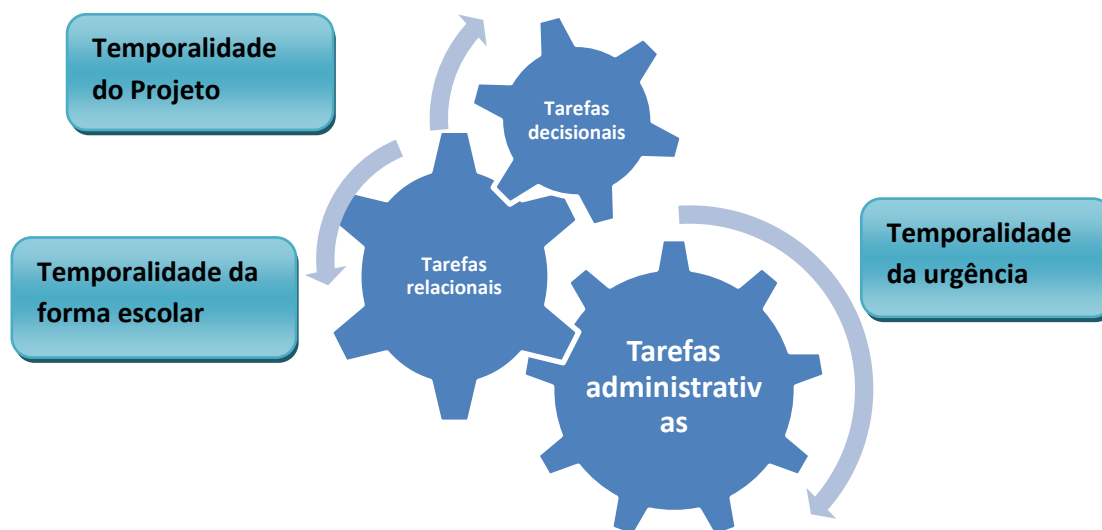 Temporalidade
do Projeto
Tarefas
decisionais
Temporalidade da
forma escolar
Tarefas
relacionais
Temporalidade
da urgência
Tarefas
administrativ
as